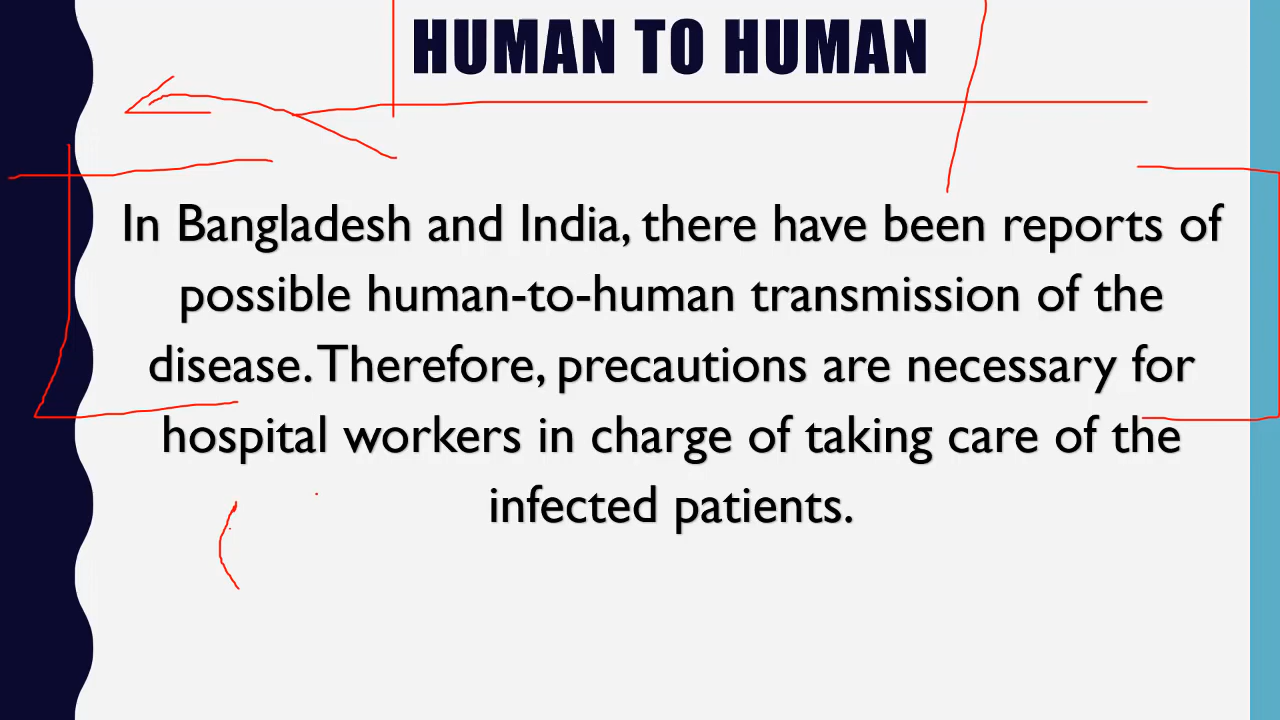 HUMAN TO HUMAN
In Bangladesh and India, there have been reports of
possible human-to-human transmission of the
disease. Therefore, precautions are necessary for
hospital workers in charge of taking care of the
infected patients.